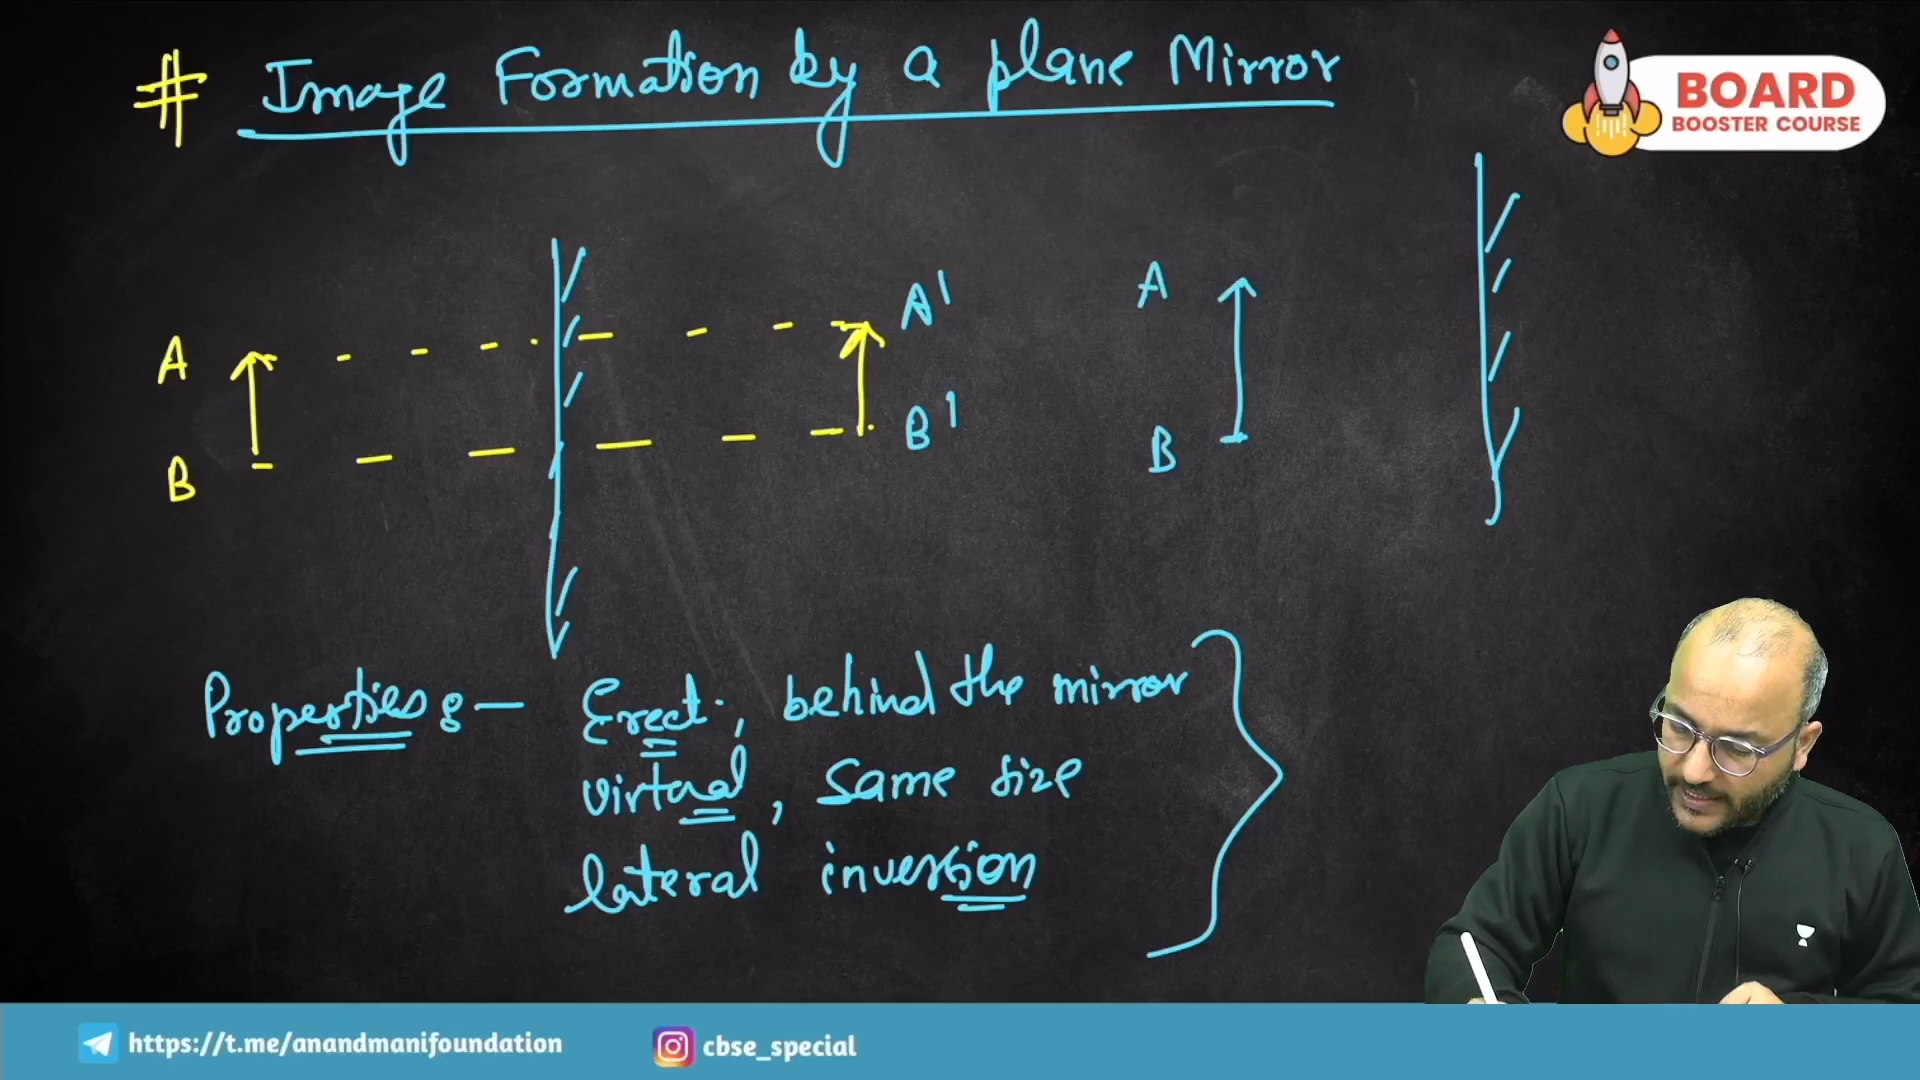 # Image Formation by a plane Mirror
BOARD
BOOSTER COURSE
A
B
A'
B'
A
B
Properties :- Erect, behind the mirror
virtual, same size
lateral inversion
https://t.me/anandmanifoundation
cbse_special